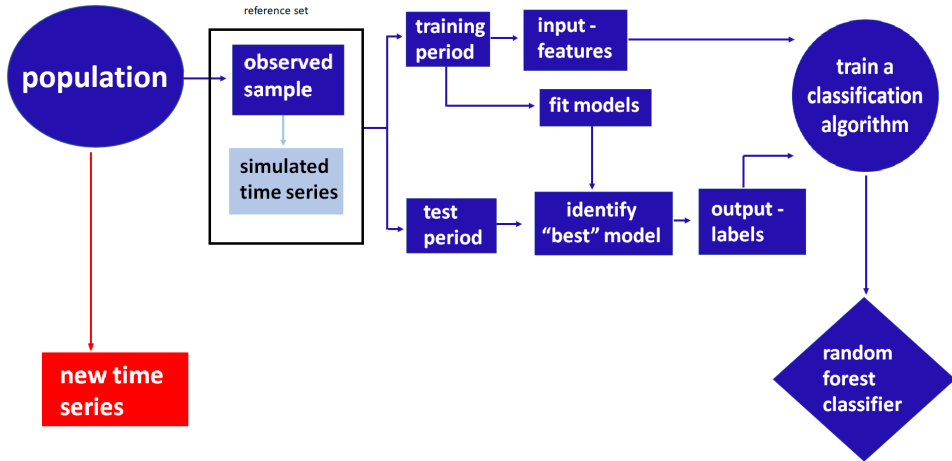 reference set
population
observed
sample
simulated
time series
training
period
input -
features
fit models
test
period
identify
“best” model
output -
labels
train a
classification
algorithm
new time
series
random
forest
classifier